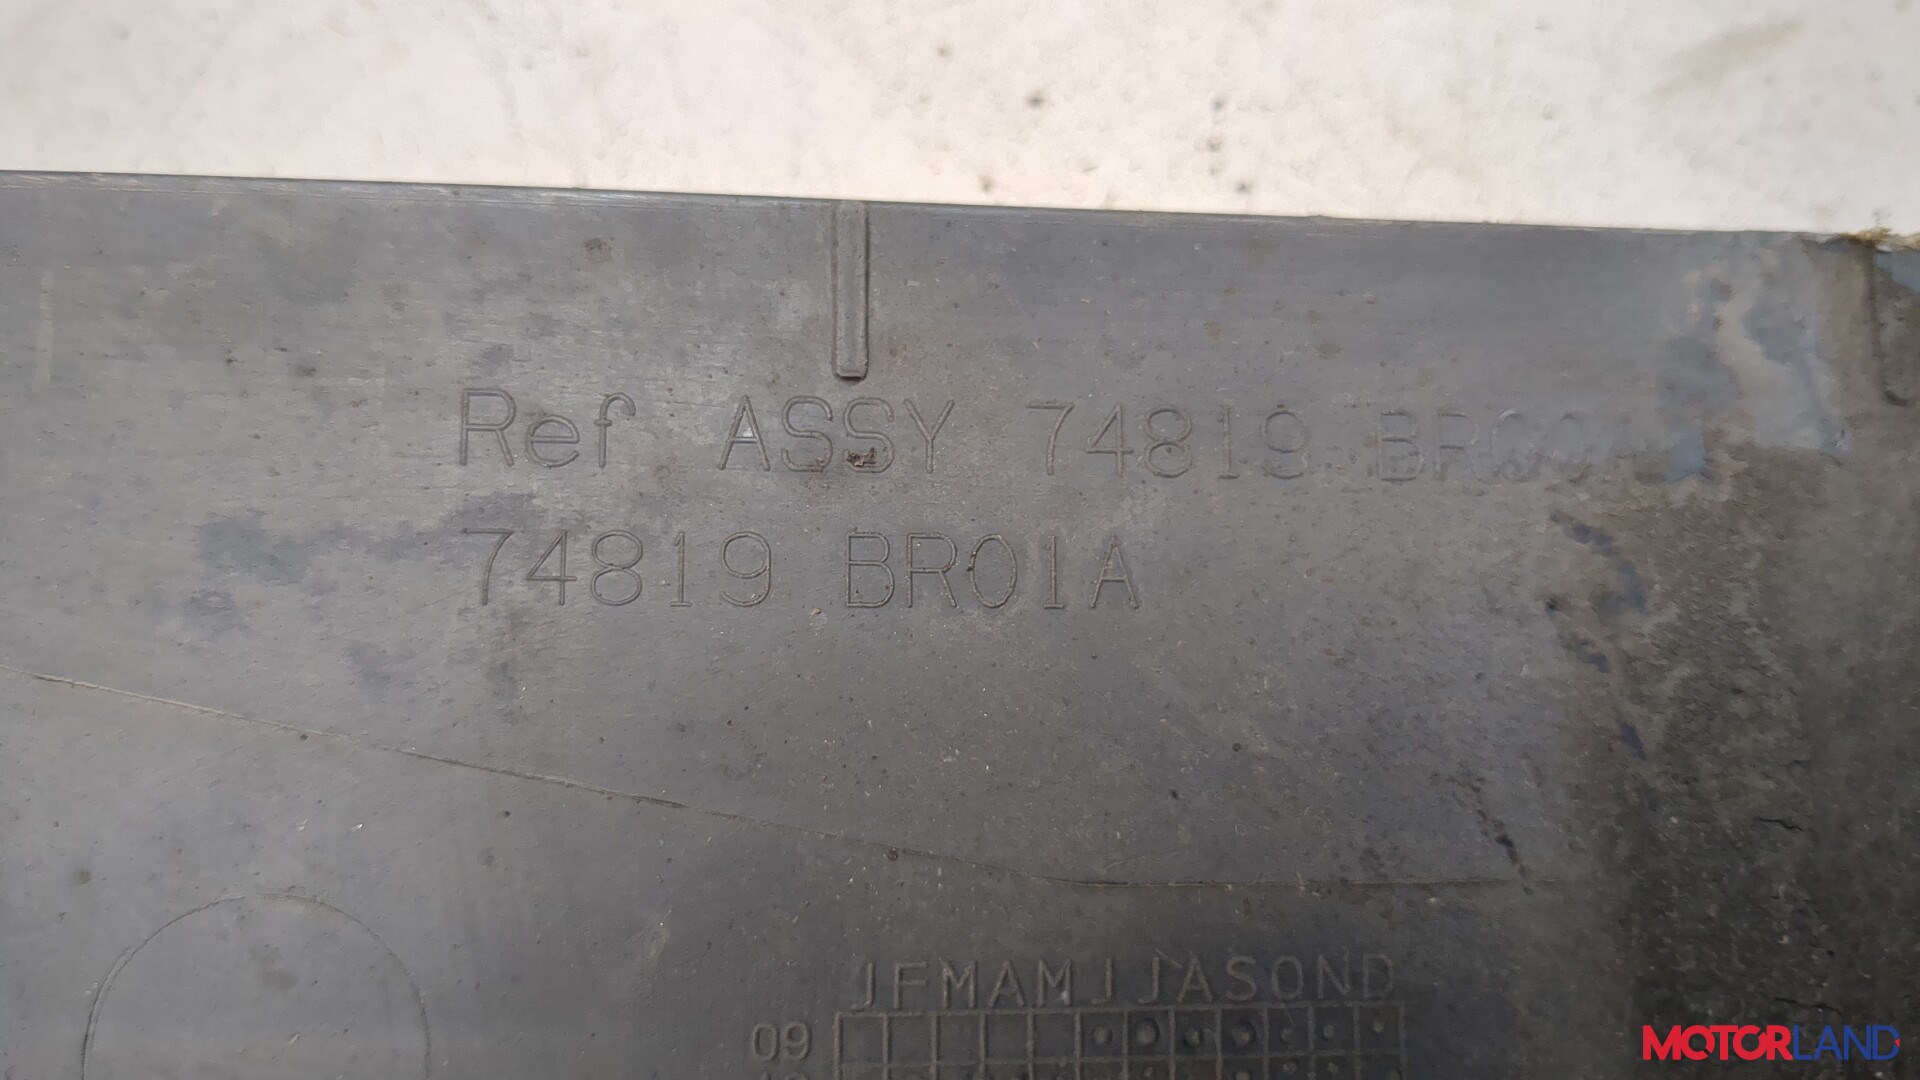 Ref ASSY 74819
74819 BR01A
JFMAMJJASOND
09
MOTORLAND